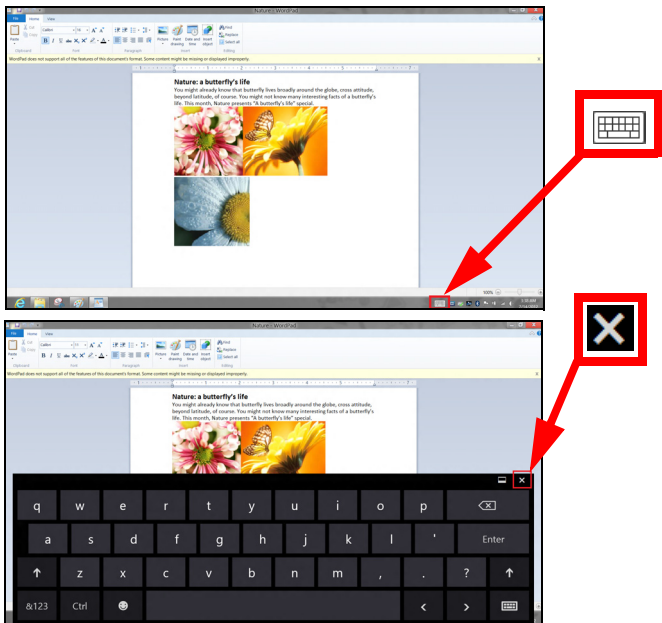 Nature - WordPad
File Home View
Cut
Copy
Paste
Calibri
Find
Replace
Select all
Picture Paint drawing Date and time Insert object
Clipboard Font Paragraph Insert Editing
WordPad does not support all of the features of this document's format. Some content might be missing or displayed improperly.
Nature: a butterfly's life
You might already know that butterfly lives broadly around the globe, cross attitude,
beyond latitude, of course. You might not know many interesting facts of a butterfly's
life. This month, Nature presents "A butterfly's life" special.
100%
Nature - WordPad
File Home View
Cut
Copy
Paste
Calibri
Find
Replace
Select all
Picture Paint drawing Date and time Insert object
Clipboard Font Paragraph Insert Editing
WordPad does not support all of the features of this document's format. Some content might be missing or displayed improperly.
Nature: a butterfly's life
You might already know that butterfly lives broadly around the globe, cross attitude,
beyond latitude, of course. You might not know many interesting facts of a butterfly's
life. This month, Nature presents "A butterfly's life" special.
q w e r t y u i o p
a s d f g h j k l ' Enter
z x c v b n m , . ?
&123 Ctrl < >